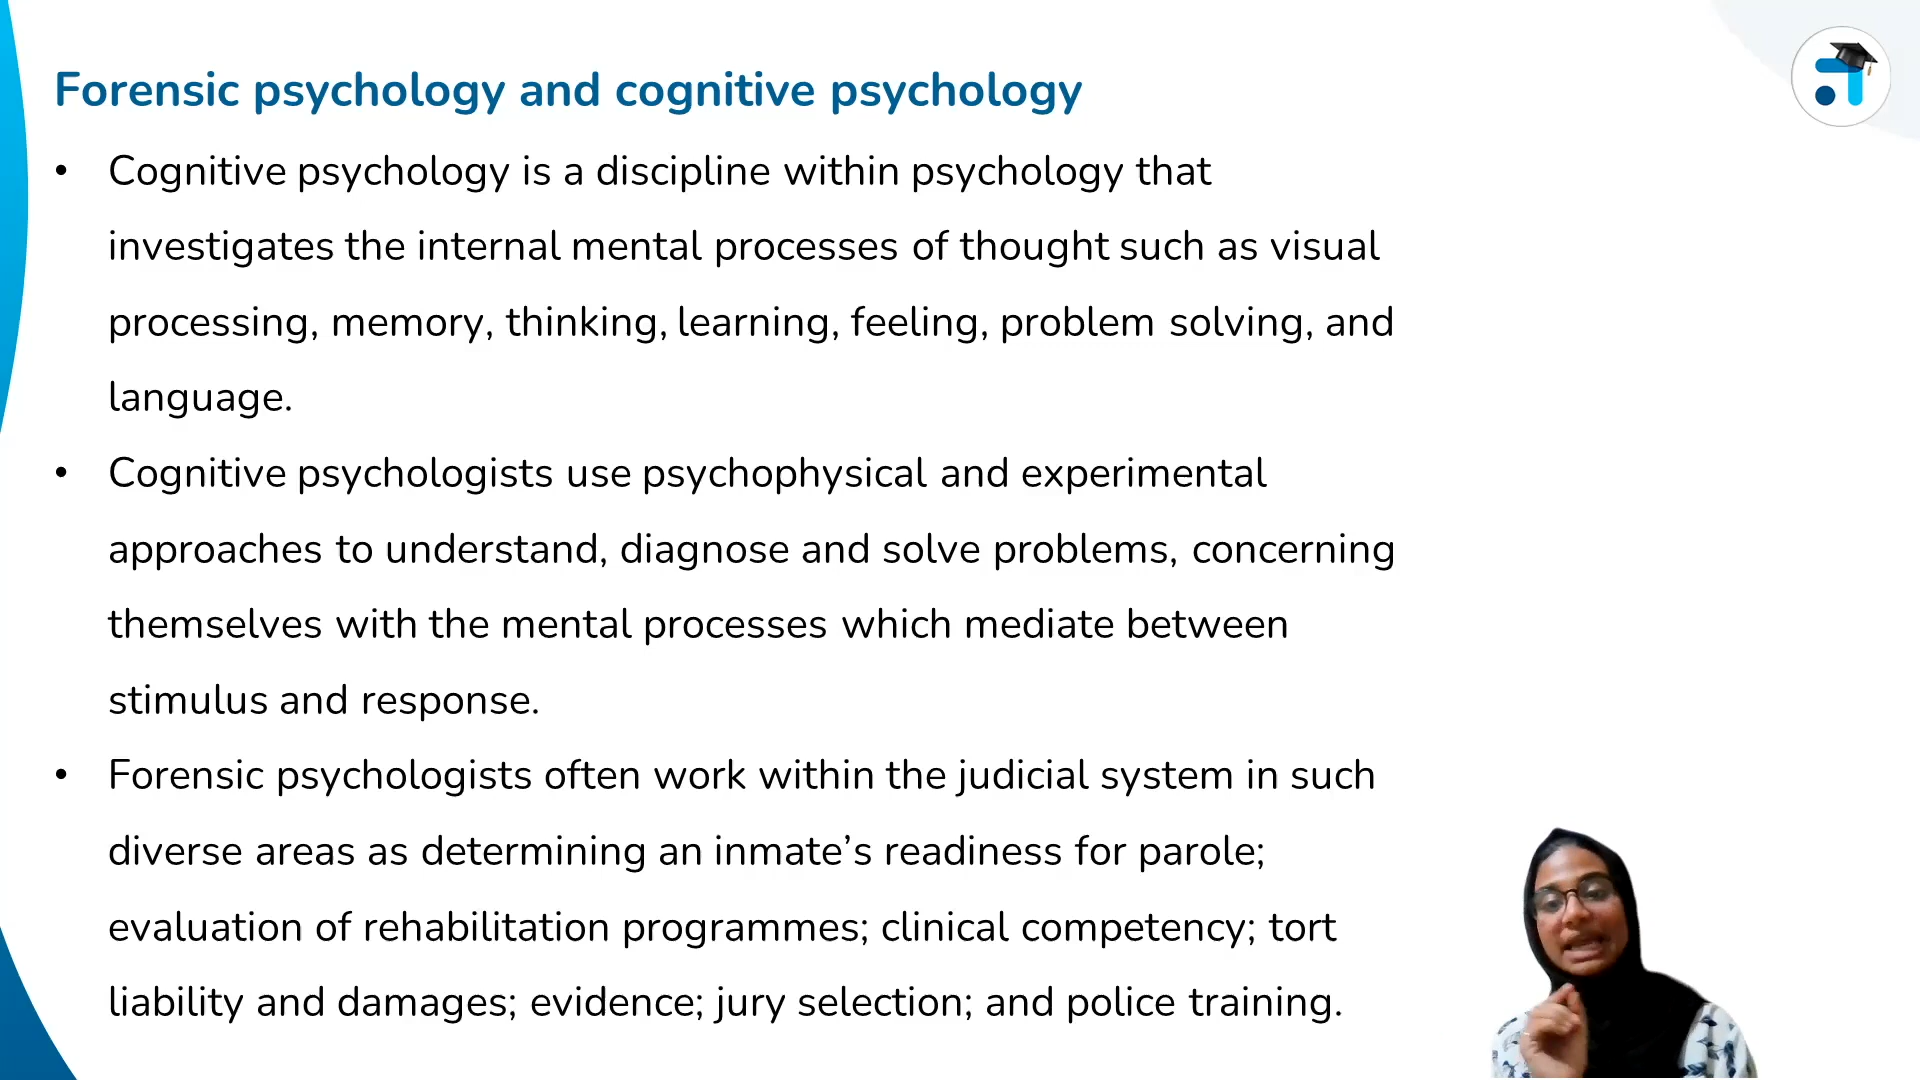 Forensic psychology and cognitive psychology
• Cognitive psychology is a discipline within psychology that
investigates the internal mental processes of thought such as visual
processing, memory, thinking, learning, feeling, problem solving, and
language.
• Cognitive psychologists use psychophysical and experimental
approaches to understand, diagnose and solve problems, concerning
themselves with the mental processes which mediate between
stimulus and response.
• Forensic psychologists often work within the judicial system in such
diverse areas as determining an inmate’s readiness for parole;
evaluation of rehabilitation programmes; clinical competency; tort
liability and damages; evidence; jury selection; and police training.